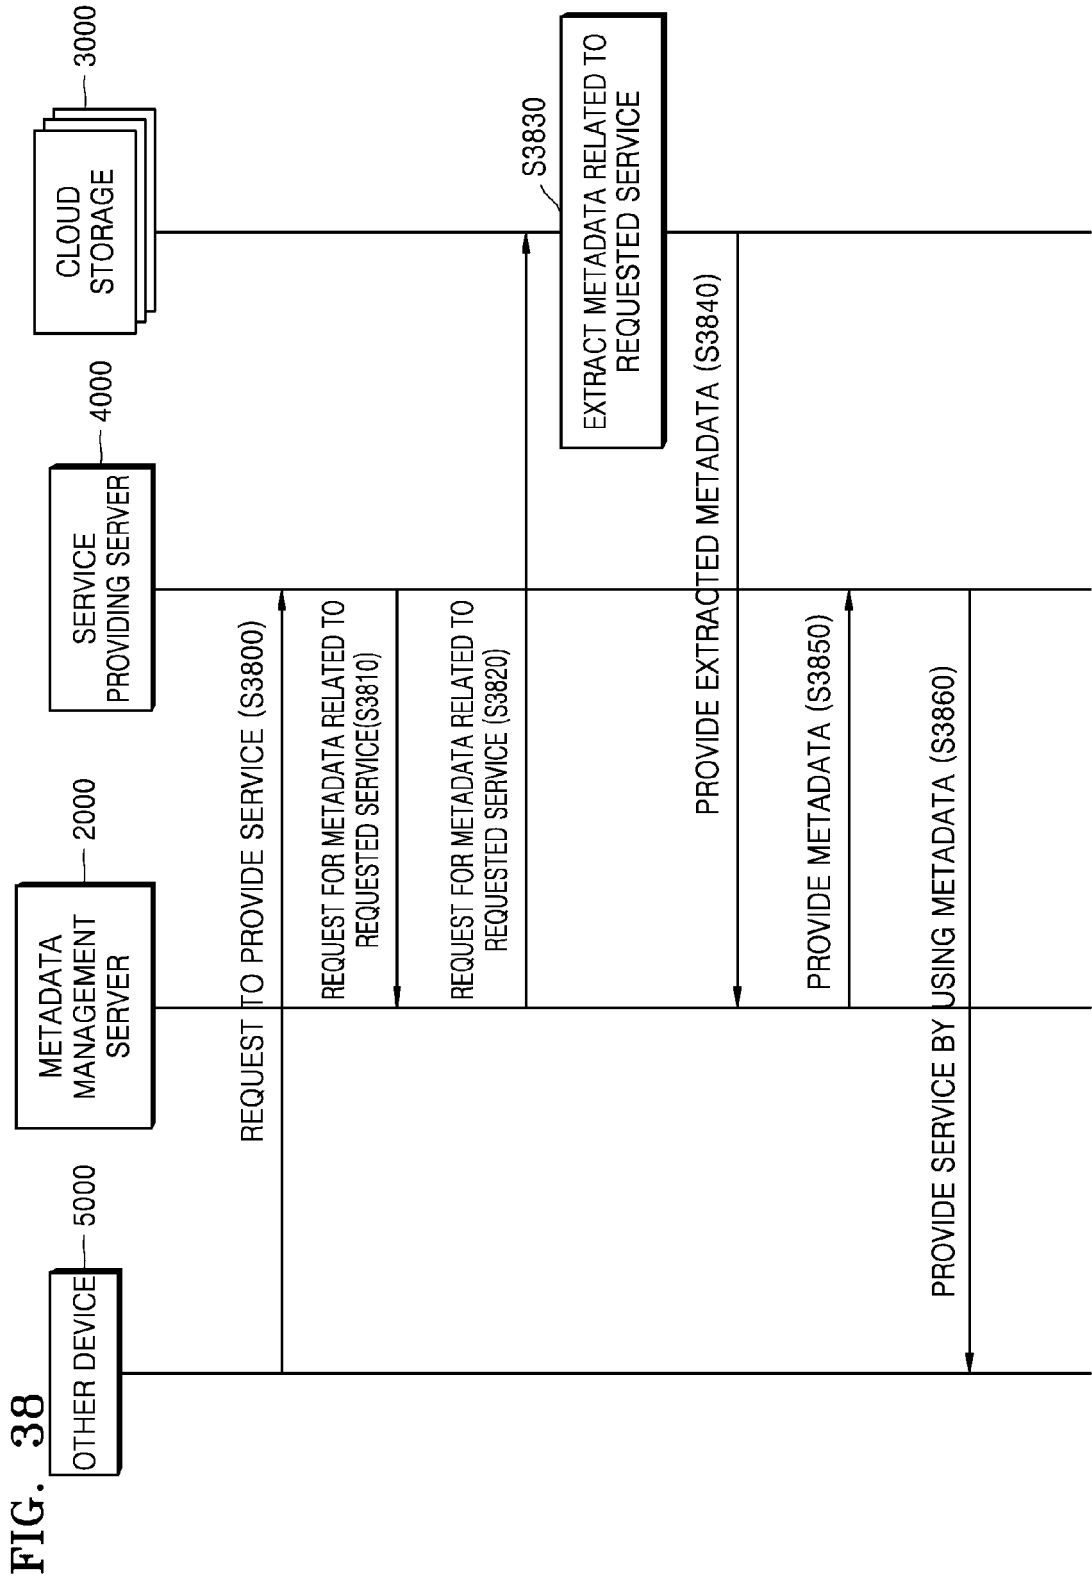 FIG. 38
OTHER DEVICE
5000
METADATA
MANAGEMENT
SERVER
2000
SERVICE
PROVIDING SERVER
4000
CLOUD
STORAGE
3000
REQUEST TO PROVIDE SERVICE (S3800)
REQUEST FOR METADATA RELATED TO
REQUESTED SERVICE(S3810)
REQUEST FOR METADATA RELATED TO
REQUESTED SERVICE (S3820)
S3830
EXTRACT METADATA RELATED TO
REQUESTED SERVICE
PROVIDE EXTRACTED METADATA (S3840)
PROVIDE METADATA (S3850)
PROVIDE SERVICE BY USING METADATA (S3860)